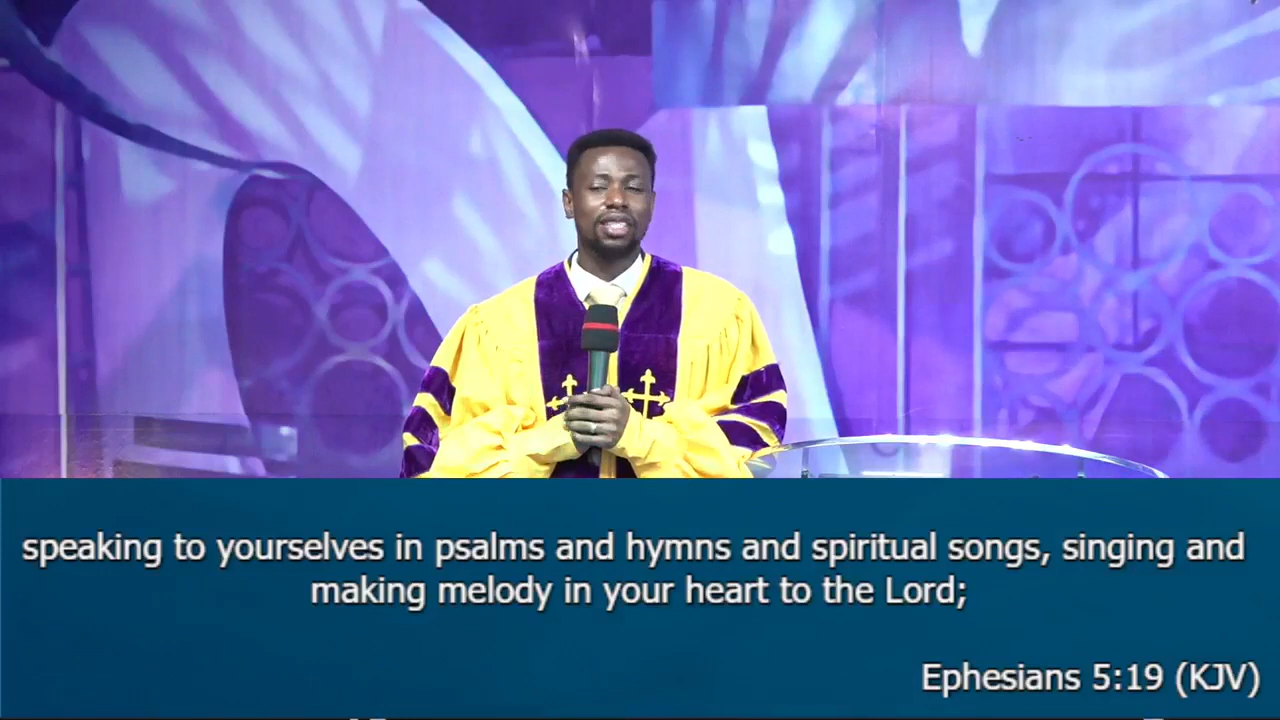 speaking to yourselves in psalms and hymns and spiritual songs, singing and
making melody in your heart to the Lord;
Ephesians 5:19 (KJV)